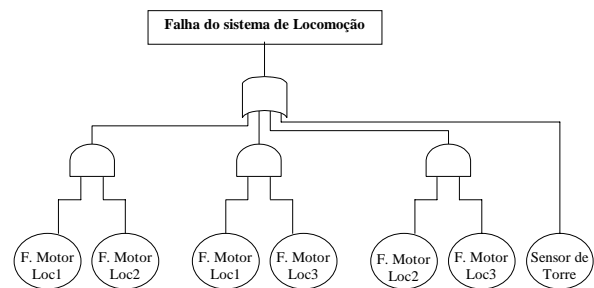 Falha do sistema de Locomoção
F. Motor
Loc1
F. Motor
Loc2
F. Motor
Loc1
F. Motor
Loc3
F. Motor
Loc2
F. Motor
Loc3
Sensor de
Torre